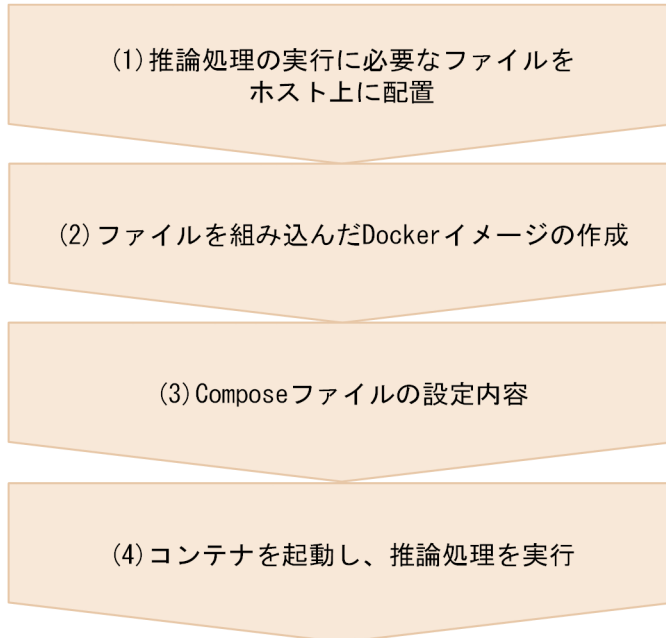 (1)推論処理の実行に必要なファイルを
ホスト上に配置
(2)ファイルを組み込んだDockerイメージの作成
(3)Composeファイルの設定内容
(4)コンテナを起動し、推論処理を実行